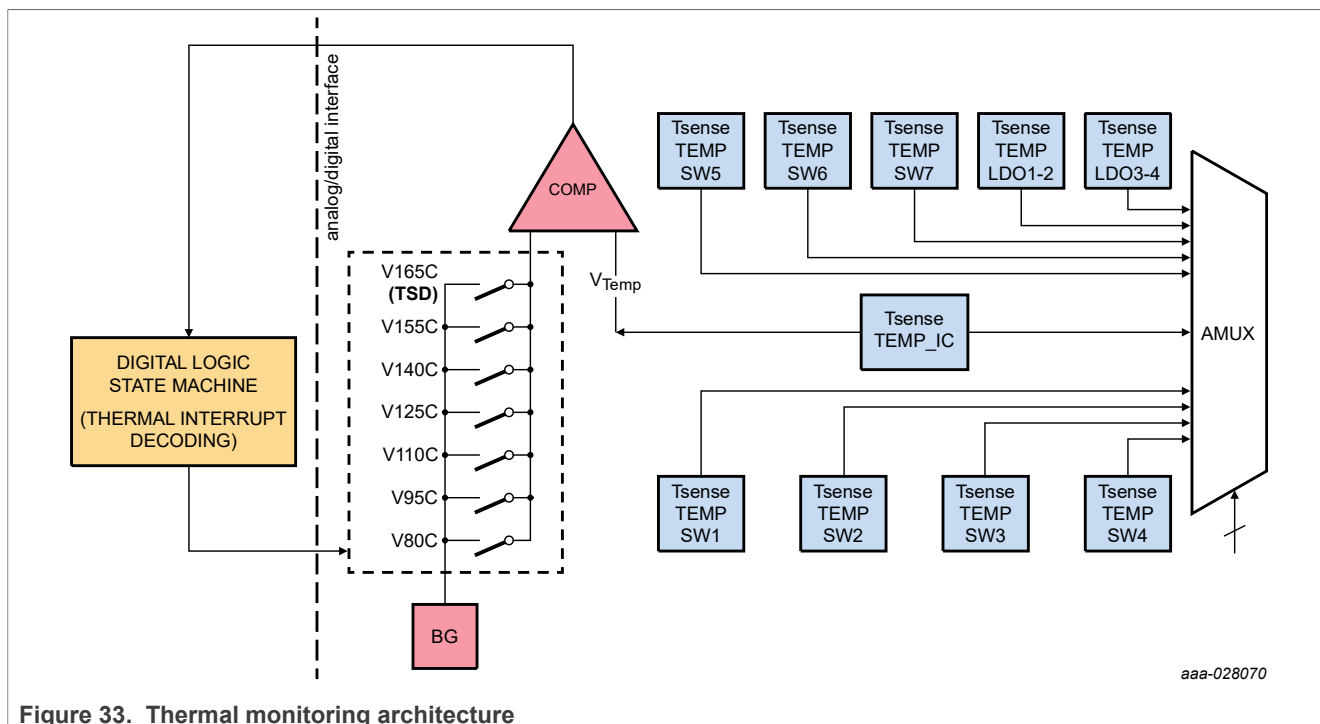 analog/digital interface
COMP
Tsense
TEMP
SW5
Tsense
TEMP
SW6
Tsense
TEMP
SW7
Tsense
TEMP
LDO1-2
Tsense
TEMP
LDO3-4
V165C
(TSD)
V155C
V140C
V125C
V110C
V95C
V80C
VTemp
Tsense
TEMP_IC
AMUX
DIGITAL LOGIC
STATE MACHINE
(THERMAL INTERRUPT
DECODING)
Tsense
TEMP
SW1
Tsense
TEMP
SW2
Tsense
TEMP
SW3
Tsense
TEMP
SW4
BG
aaa-028070
Figure 33. Thermal monitoring architecture